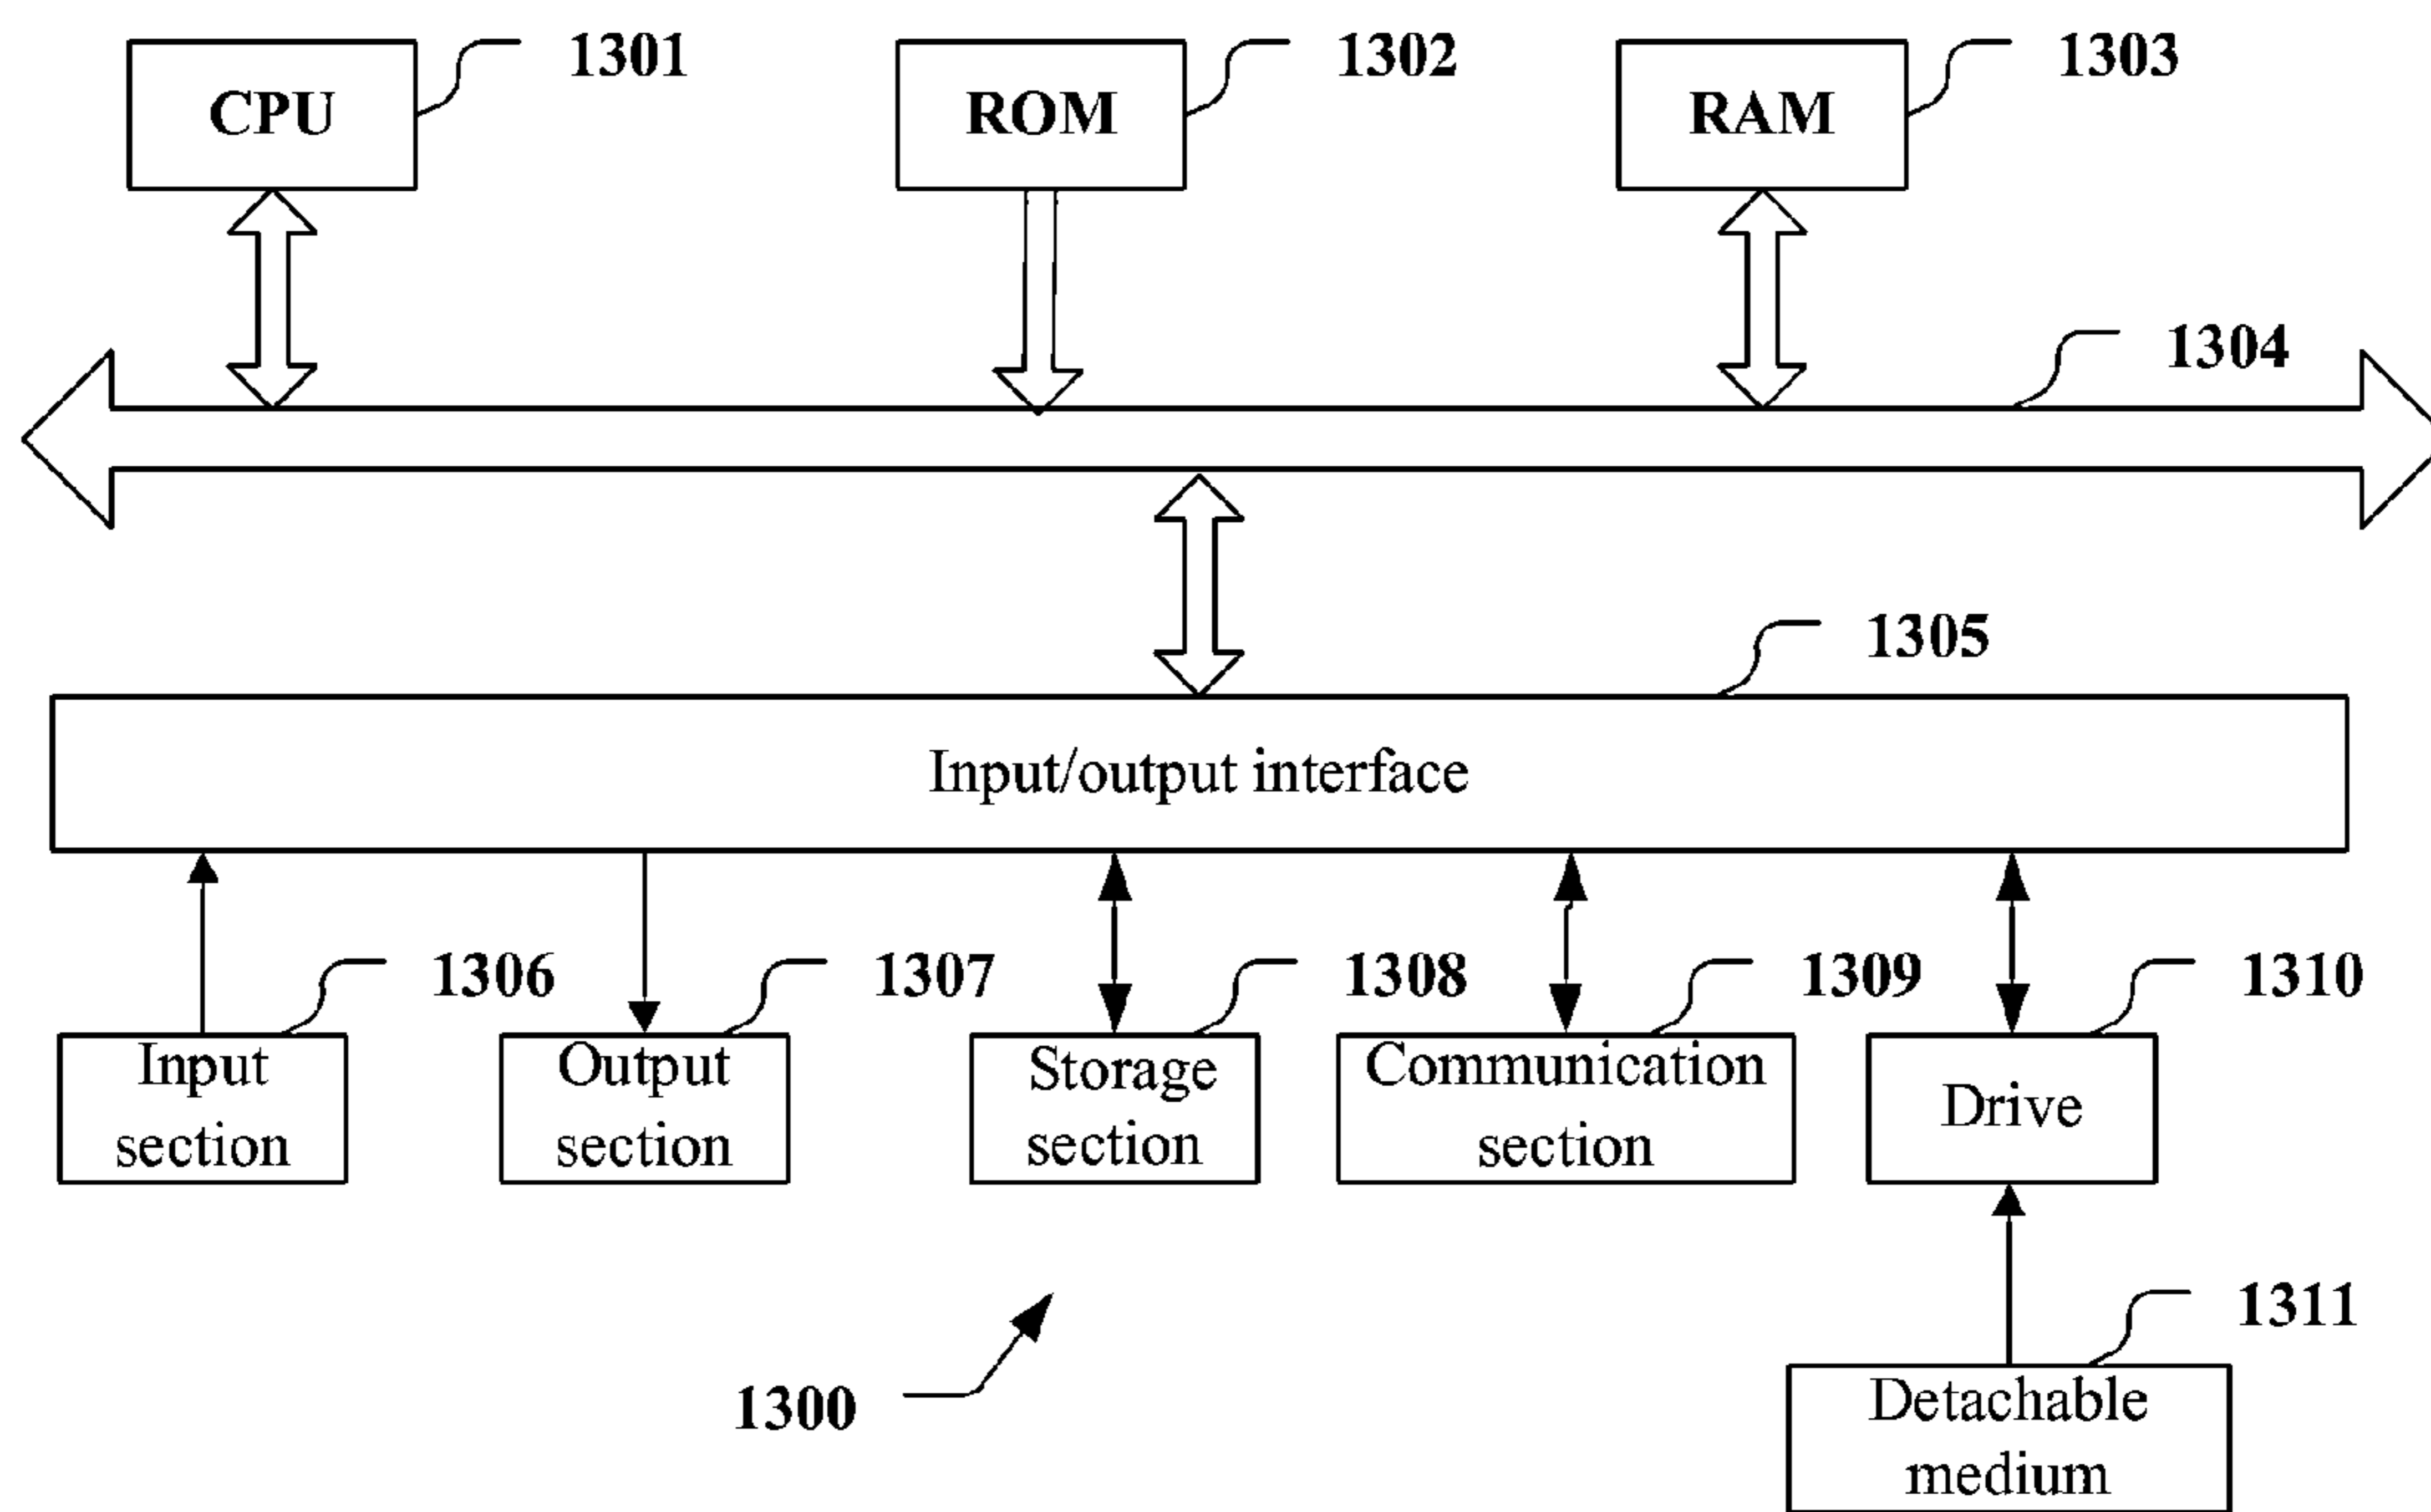 CPU
1301
ROM
1302
RAM
1303
1304
1305
Input/output interface
1306
1307
1308
1309
1310
Input
section
Output
section
Storage
section
Communication
section
Drive
1311
1300
Detachable
medium